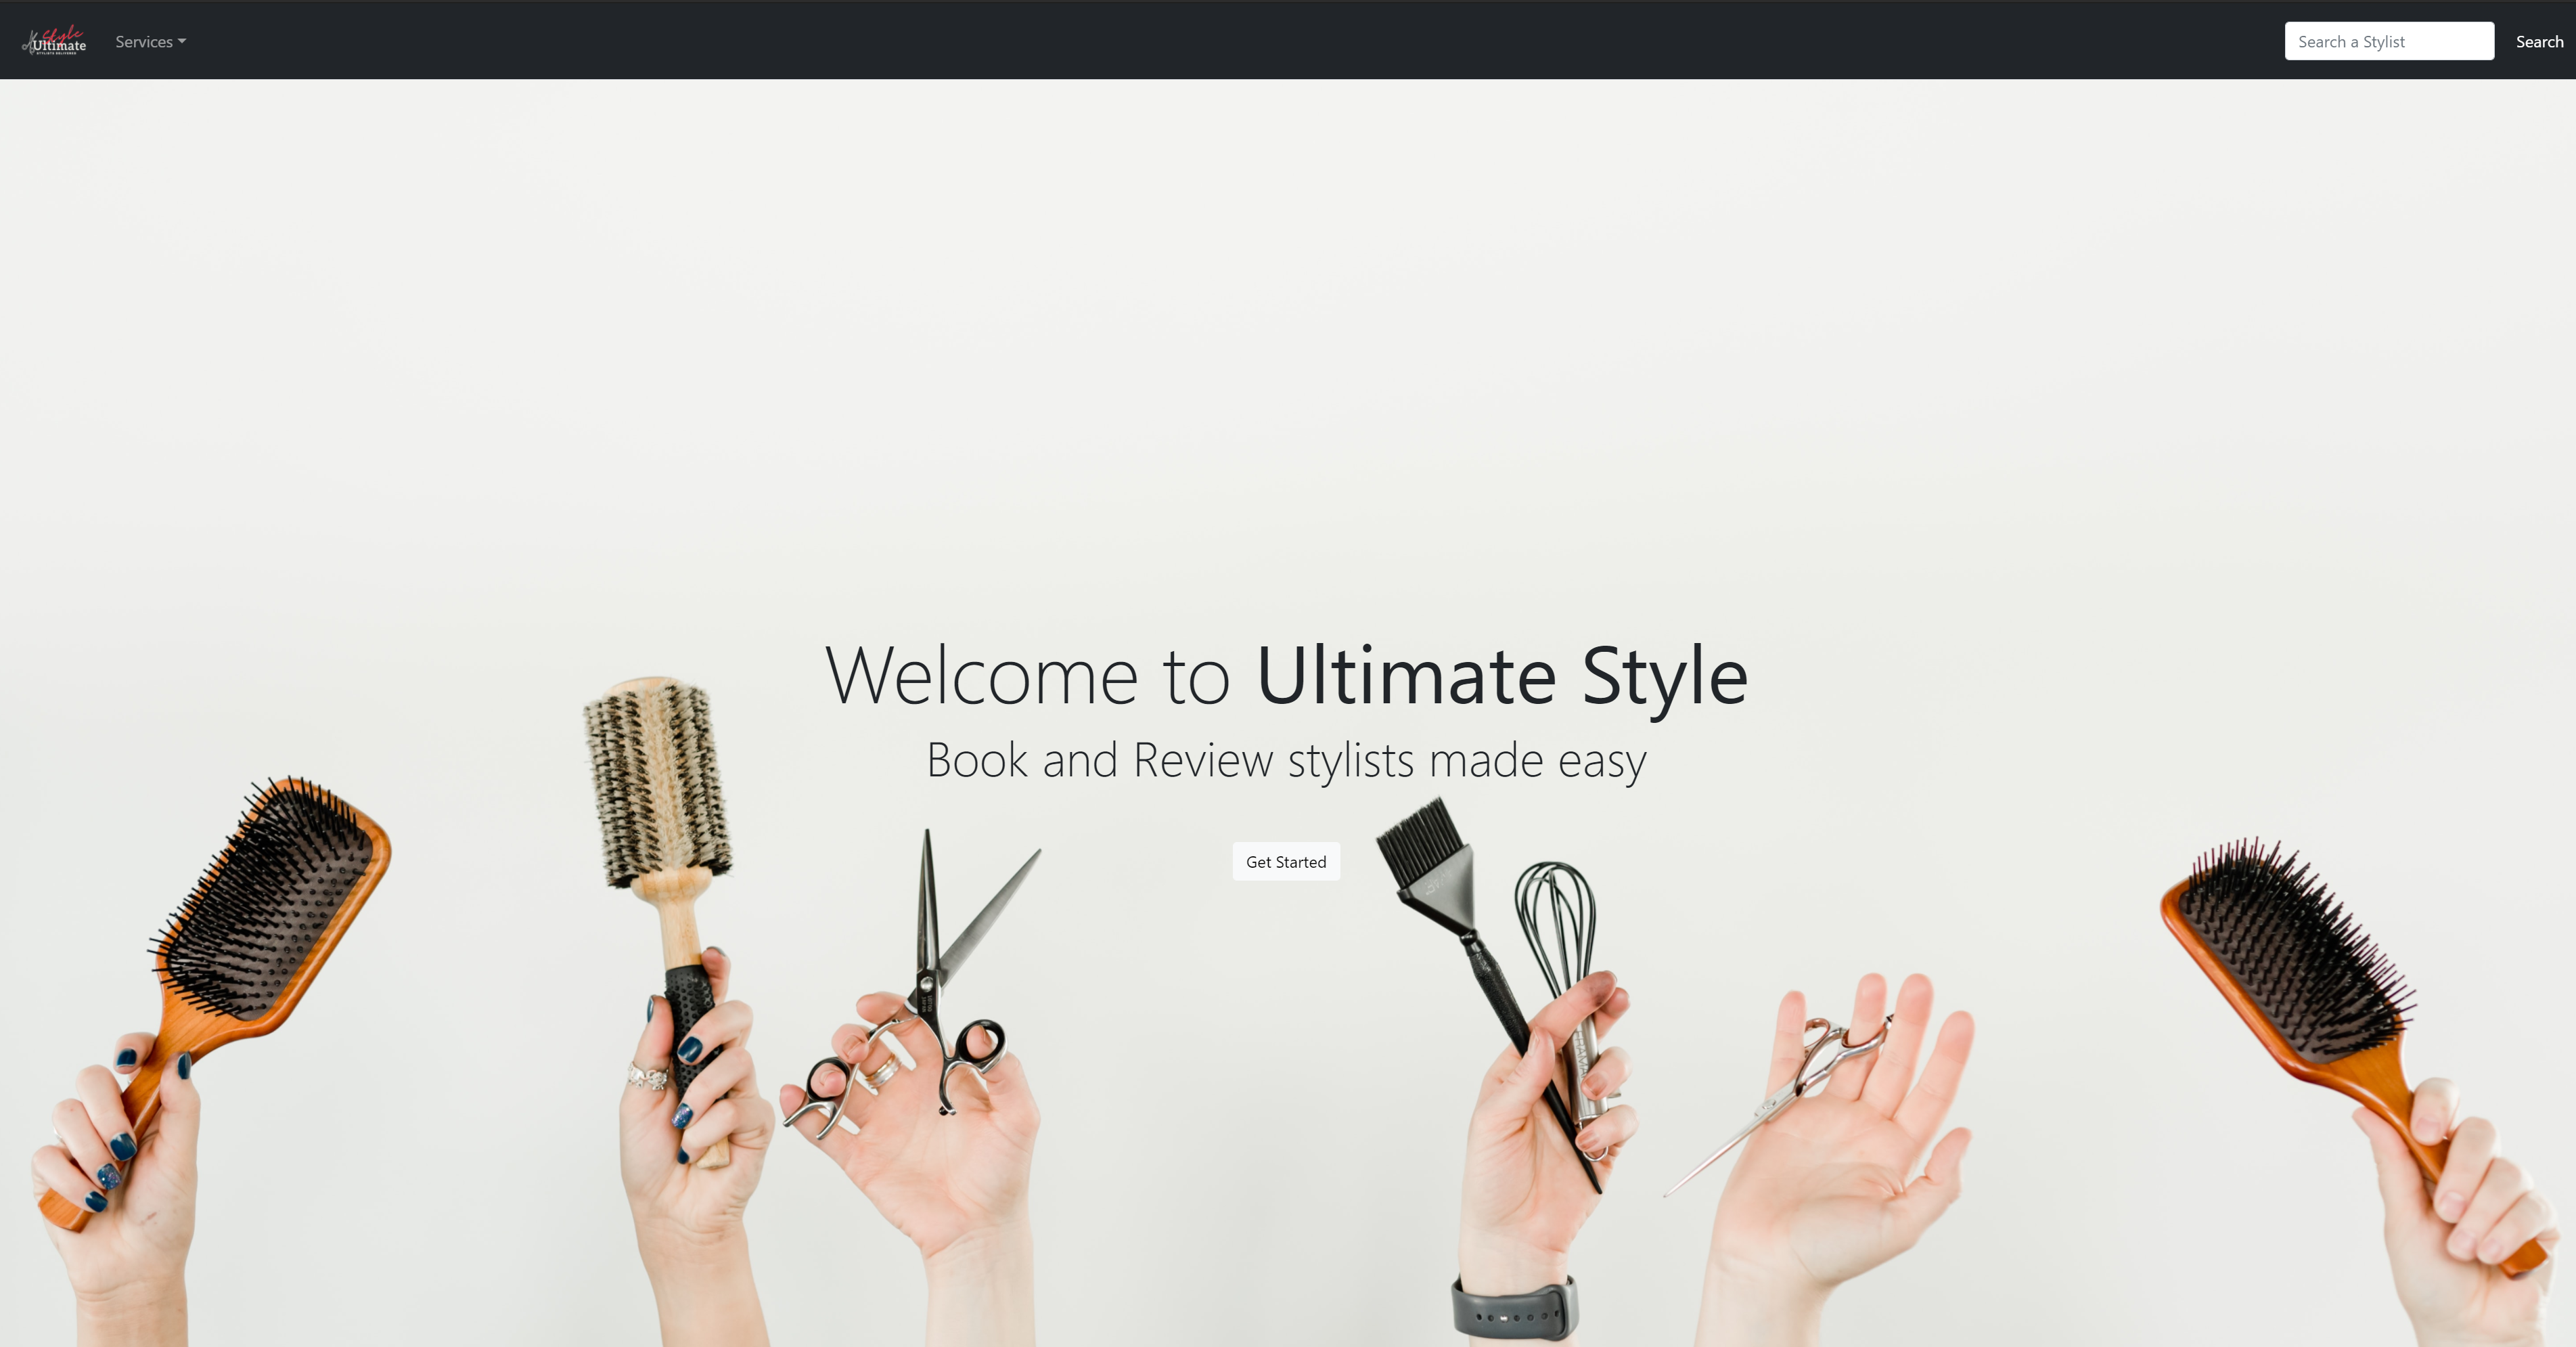 Style
Ultimate
Services
Search a Stylist
Search
Welcome to Ultimate Style
Book and Review stylists made easy
Get Started